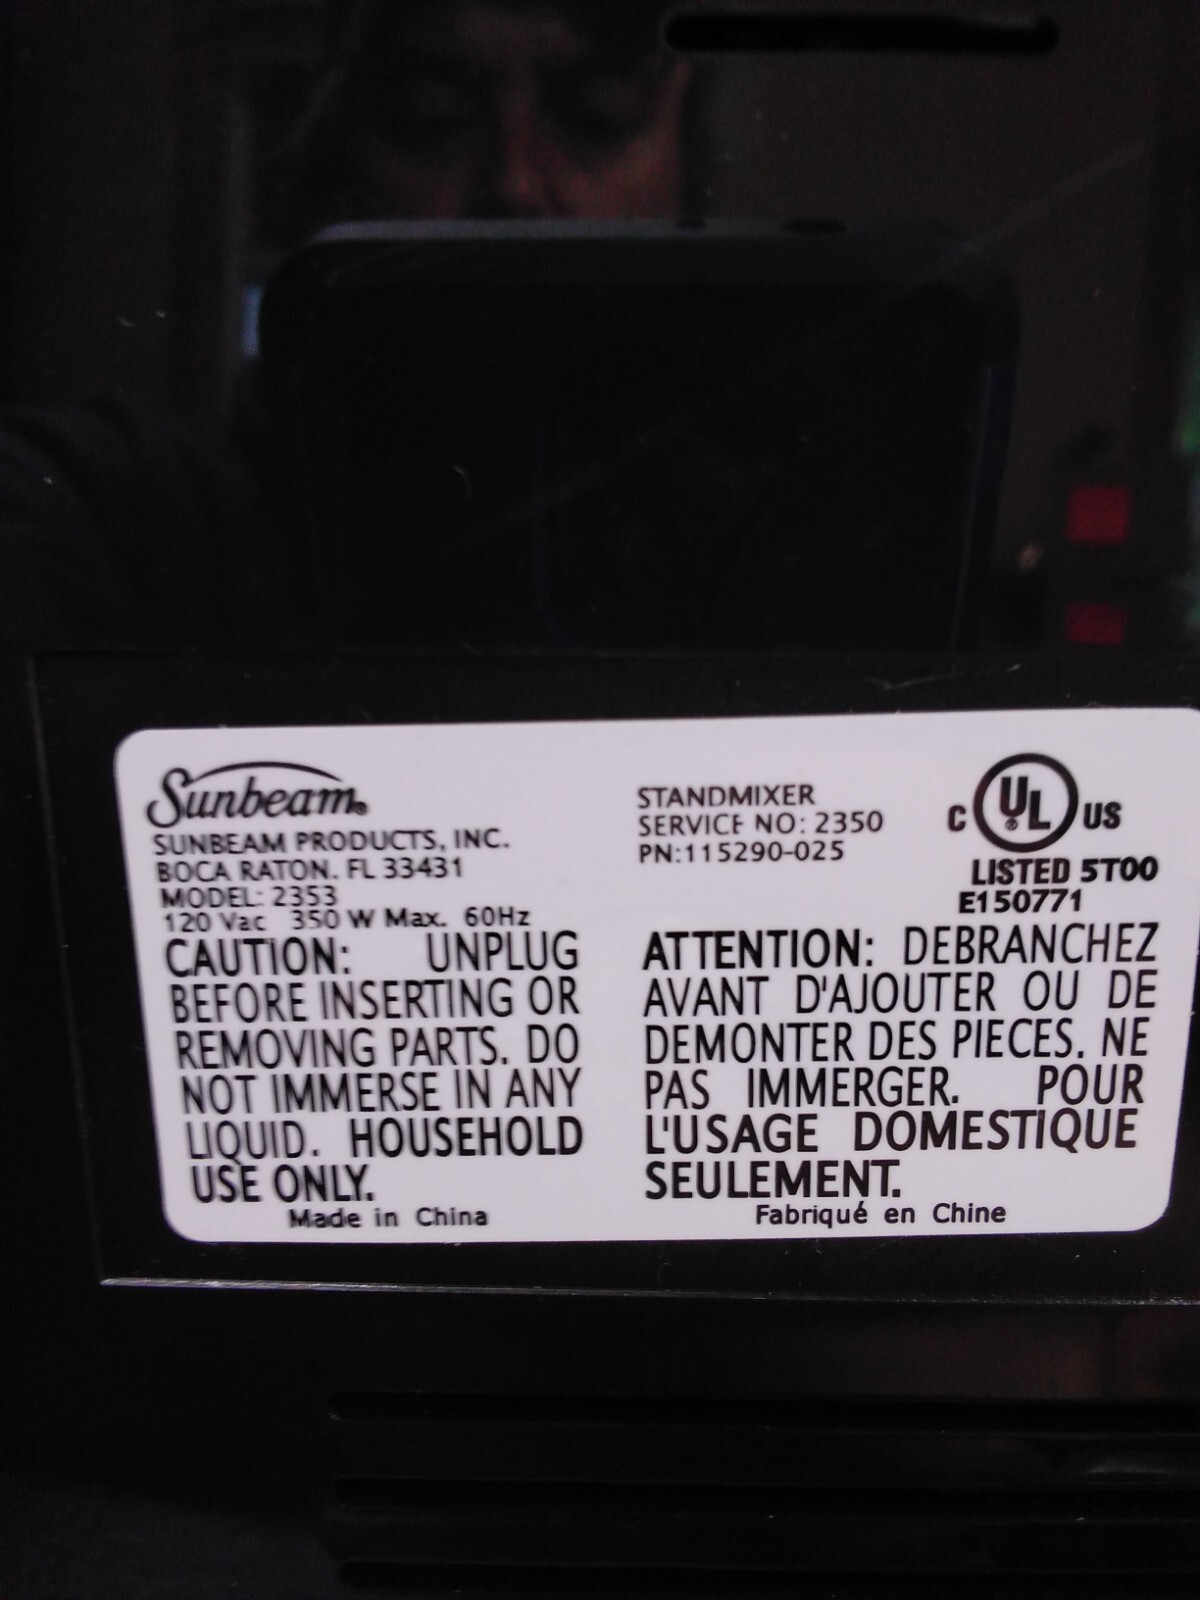 Sunbeam®
SUNBEAM PRODUCTS, INC.
BOCA RATON. FL 33431
MODEL: 2353
120 Vac 350 W Max. 60Hz
CAUTION: UNPLUG
BEFORE INSERTING OR
REMOVING PARTS. DO
NOT IMMERSE IN ANY
LIQUID. HOUSEHOLD
USE ONLY.
Made in China
STANDMIXER
SERVICE NO: 2350
PN:115290-025
C UL® US
LISTED 5T00
E150771
ATTENTION: DEBRANCHEZ
AVANT D'AJOUTER OU DE
DEMONTER DES PIECES. NE
PAS IMMERGER. POUR
L'USAGE DOMESTIQUE
SEULEMENT.
Fabriqué en Chine